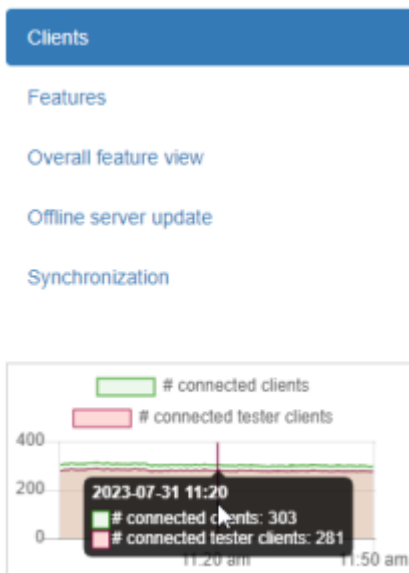 Clients
Features
Overall feature view
Offline server update
Synchronization
# connected clients
# connected tester clients
400
200
0
2023-07-31 11:20
# connected clients: 303
# connected tester clients: 281
11:20 am
11:50 am